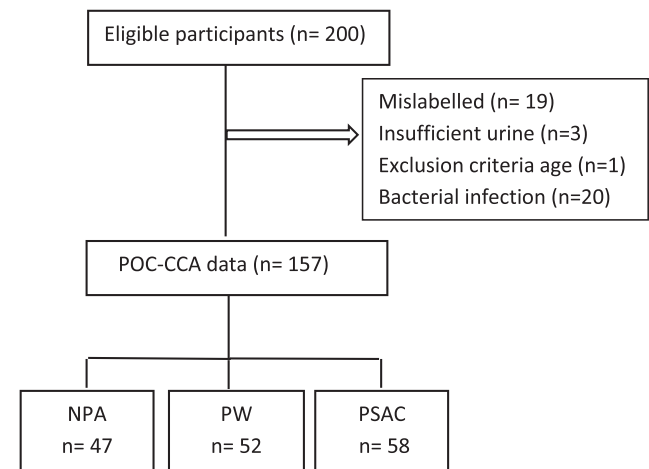 Eligible participants (n= 200)
Mislabelled (n= 19)
Insufficient urine (n=3)
Exclusion criteria age (n=1)
Bacterial infection (n=20)
POC-CCA data (n= 157)
NPA
n= 47
PW
n= 52
PSAC
n= 58